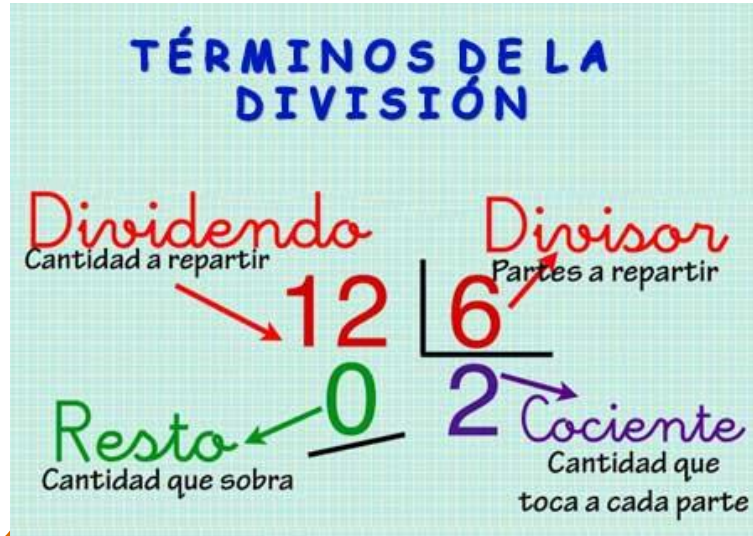 TÉRMINOS DE LA
DIVISIÓN
Dividendo
Cantidad a repartir
Divisor
Partes a repartir
12 6
0 2
Resto
Cantidad que sobra
Cociente
Cantidad que
toca a cada parte